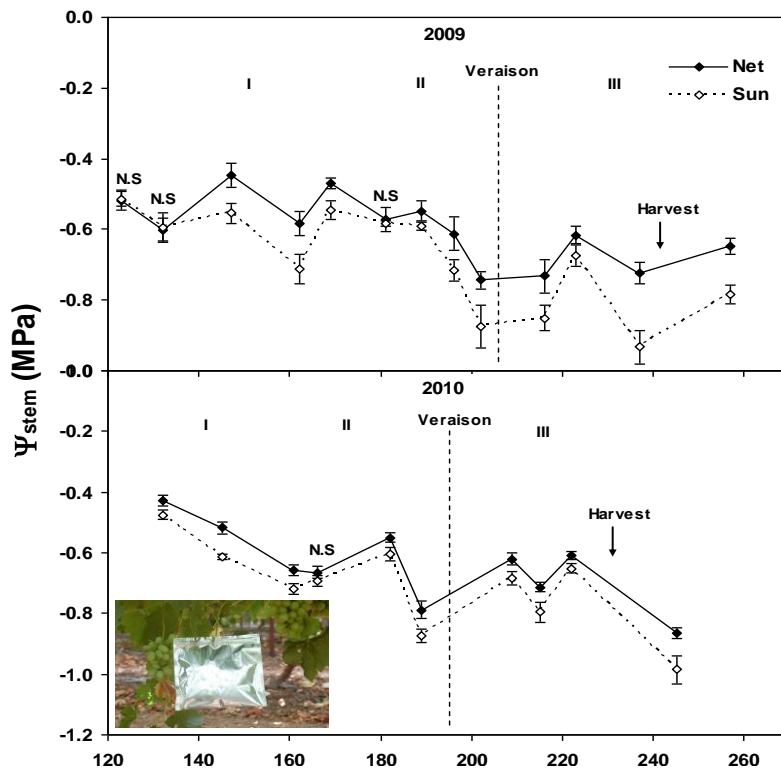 0.0
2009
Veraison
Net
Sun
I
II
III
-0.2
-0.4
N.S
N.S
N.S
Harvest
-0.6
-0.8
Ψstem (MPa)
2010
Veraison
I
II
III
-0.2
-0.4
N.S
Harvest
-0.6
-0.8
-1.0
-1.2
120 140 160 180 200 220 240 260